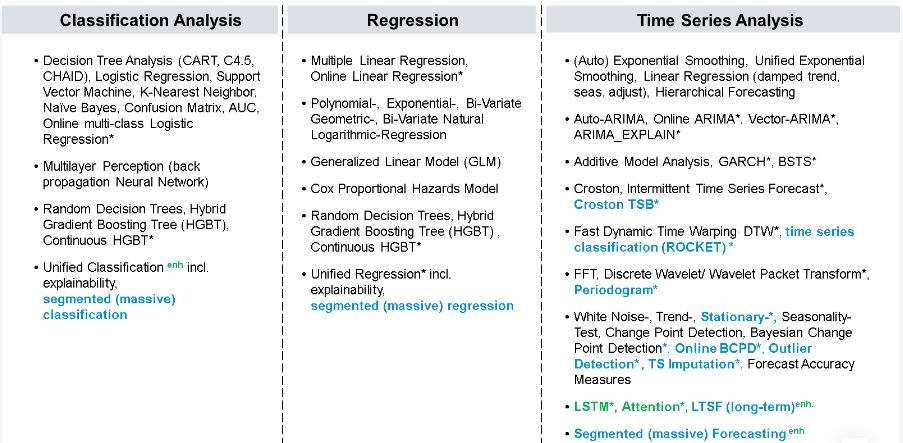 Classification Analysis
• Decision Tree Analysis (CART, C4.5,
CHAID), Logistic Regression, Support
Vector Machine, K-Nearest Neighbor,
Naïve Bayes, Confusion Matrix, AUC,
Online multi-class Logistic
Regression*
• Multilayer Perception (back
propagation Neural Network)
• Random Decision Trees, Hybrid
Gradient Boosting Tree (HGBT),
Continuous HGBT*
• Unified Classification enh incl.
explainability,
segmented (massive)
classification
Regression
• Multiple Linear Regression,
Online Linear Regression*
• Polynomial-, Exponential-, Bi-Variate
Geometric-, Bi-Variate Natural
Logarithmic-Regression
• Generalized Linear Model (GLM)
• Cox Proportional Hazards Model
• Random Decision Trees, Hybrid
Gradient Boosting Tree (HGBT) ,
Continuous HGBT*
• Unified Regression* incl.
explainability,
segmented (massive) regression
Time Series Analysis
• (Auto) Exponential Smoothing, Unified Exponential
Smoothing, Linear Regression (damped trend,
seas. adjust), Hierarchical Forecasting
• Auto-ARIMA, Online ARIMA*, Vector-ARIMA*,
ARIMA_EXPLAIN*
• Additive Model Analysis, GARCH*, BSTS*
• Croston, Intermittent Time Series Forecast*,
Croston TSB*
• Fast Dynamic Time Warping DTW*, time series
classification (ROCKET) *
• FFT, Discrete Wavelet/ Wavelet Packet Transform*,
Periodogram*
• White Noise-, Trend-, Stationary-*, Seasonality-
Test, Change Point Detection, Bayesian Change
Point Detection*, Online BCPD*, Outlier
Detection*, TS Imputation*, Forecast Accuracy
Measures
• LSTM*, Attention*, LTSF (long-term)enh.
• Segmented (massive) Forecasting enh